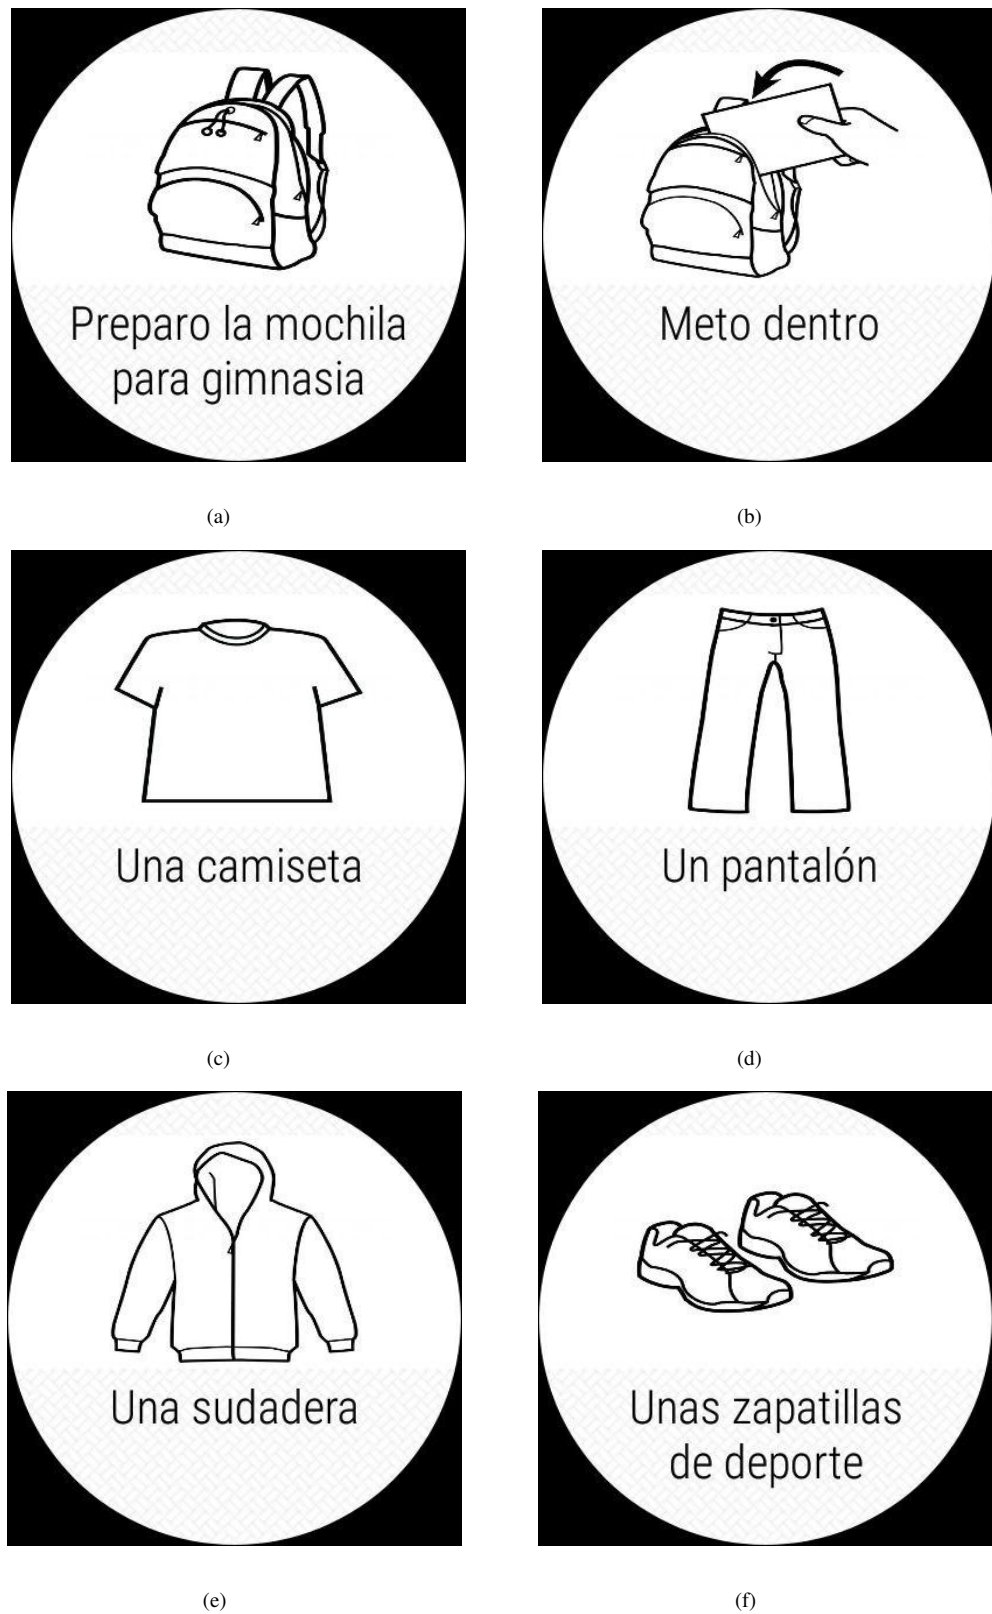 Preparo la mochila
para gimnasia
(a)
Meto dentro
(b)
Una camiseta
(c)
Un pantalón
(d)
Una sudadera
(e)
Unas zapatillas
de deporte
(f)